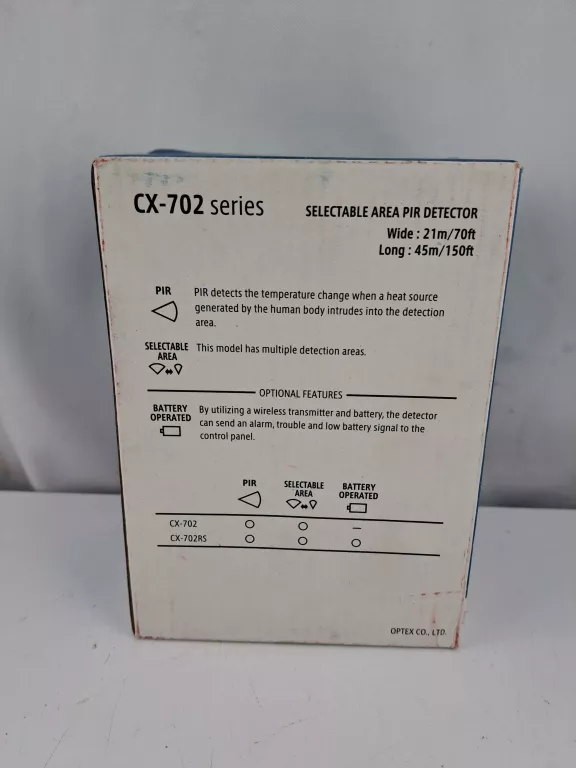 CX-702 series
SELECTABLE AREA PIR DETECTOR
Wide : 21m/70ft
Long : 45m/150ft
PIR
PIR detects the temperature change when a heat source
generated by the human body intrudes into the detection
area.
SELECTABLE
AREA
This model has multiple detection areas.
OPTIONAL FEATURES
BATTERY
OPERATED
By utilizing a wireless transmitter and battery, the detector
can send an alarm, trouble and low battery signal to the
control panel.
PIR SELECTABLE AREA BATTERY OPERATED
CX-702 ○ ○ –
CX-702RS ○ ○ ○
OPTEX CO., LTD.